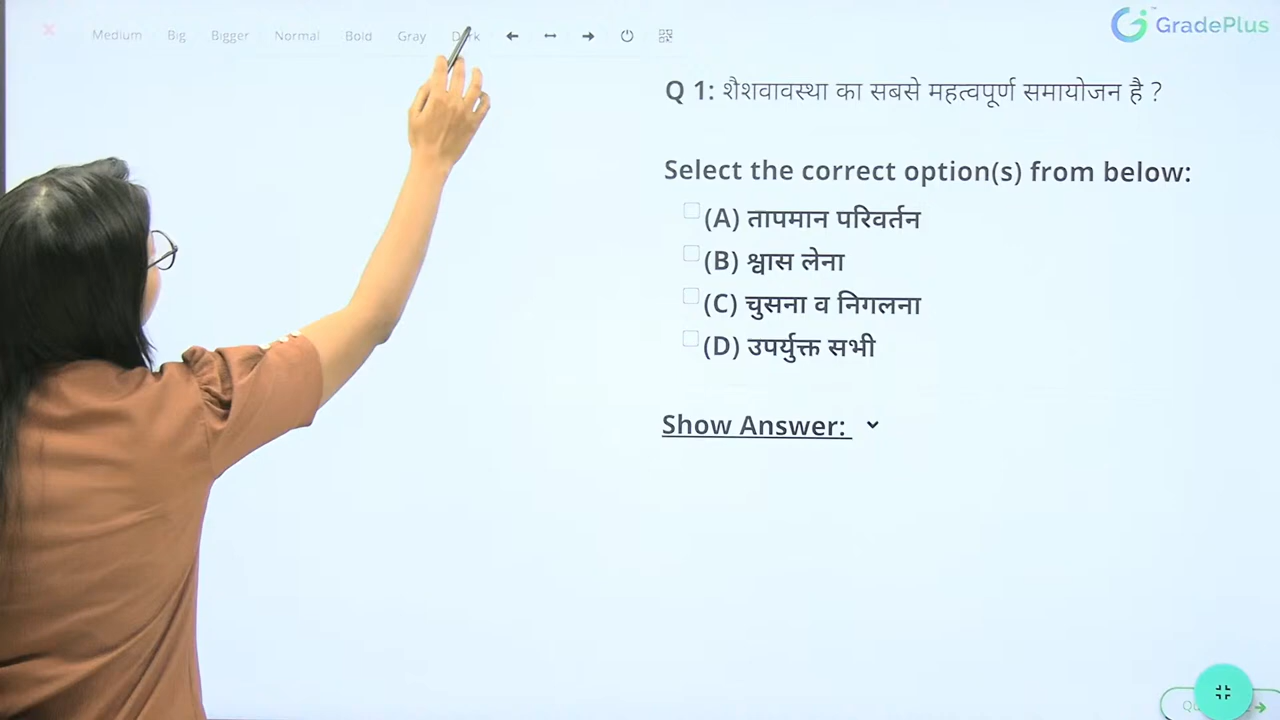 Medium Big Bigger Normal Bold Gray
GradePlus
Q 1: शैशवावस्था का सबसे महत्वपूर्ण समायोजन है ?
Select the correct option(s) from below:
(A) तापमान परिवर्तन
(B) श्वास लेना
(C) चुसना व निगलना
(D) उपर्युक्त सभी
Show Answer: